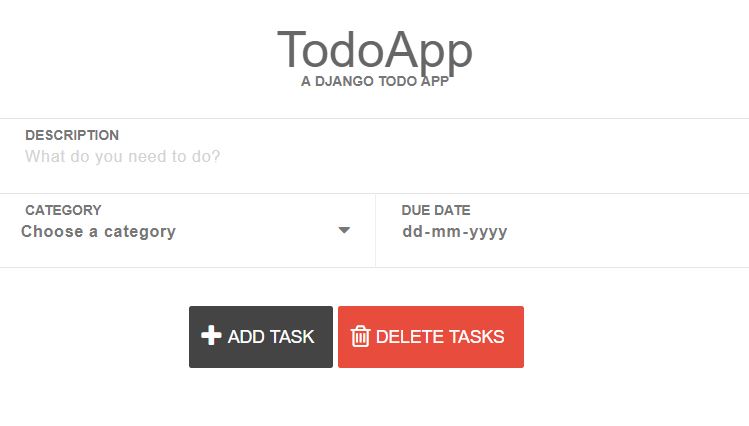 TodoApp
A DJANGO TODO APP
DESCRIPTION
What do you need to do?
CATEGORY
Choose a category
DUE DATE
dd-mm-yyyy
ADD TASK
DELETE TASKS